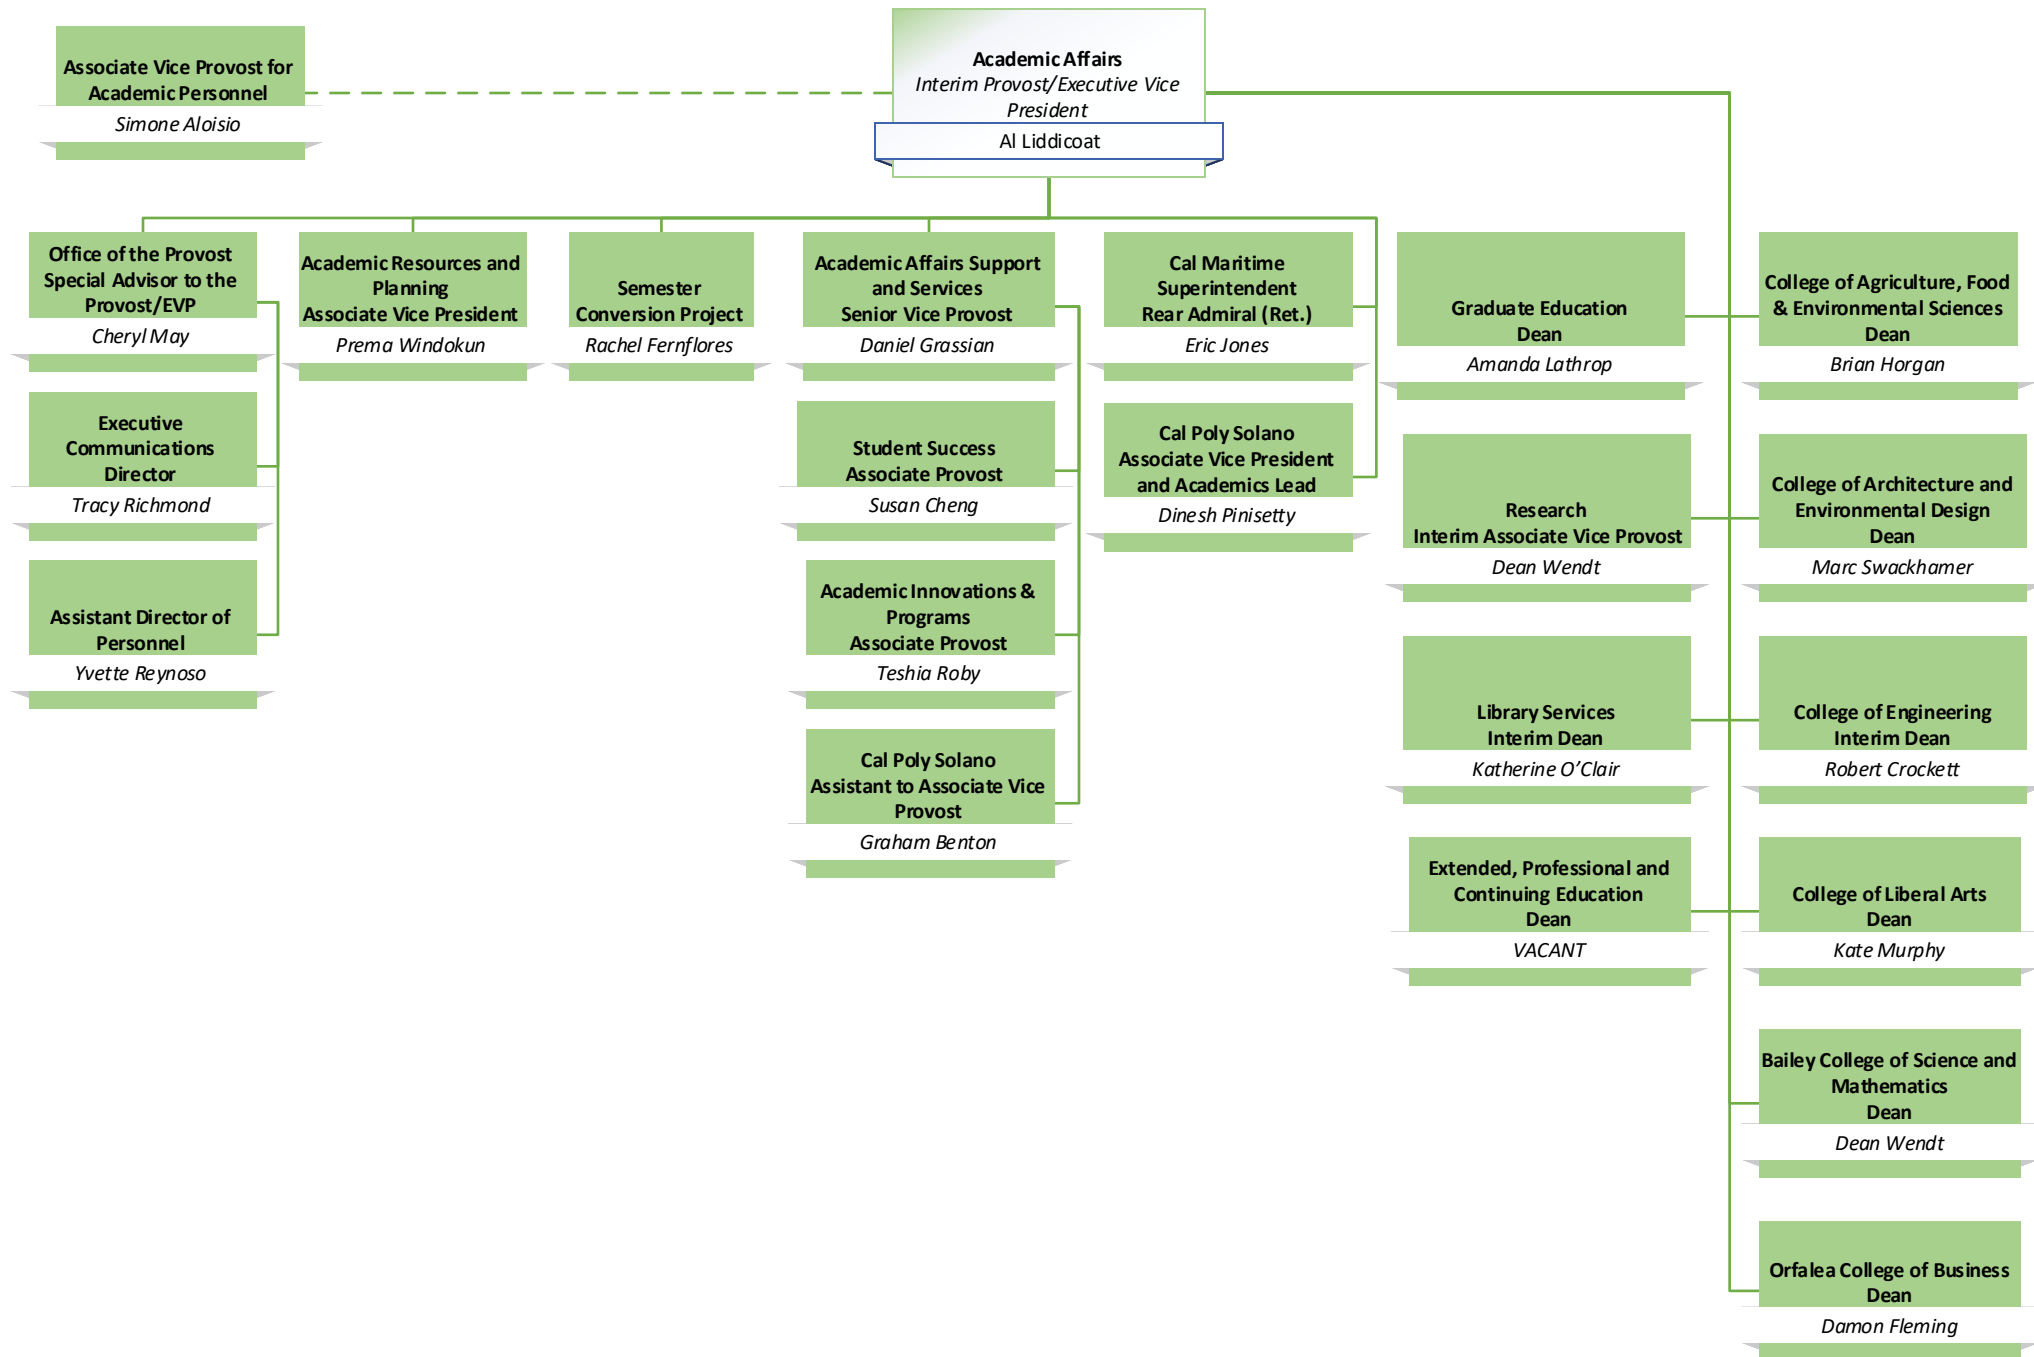 Associate Vice Provost for
Academic Personnel
Simone Aloisio
Academic Affairs
Interim Provost/Executive Vice
President
Al Liddicoat
Office of the Provost
Special Advisor to the
Provost/EVP
Cheryl May
Executive
Communications
Director
Tracy Richmond
Assistant Director of
Personnel
Yvette Reynoso
Academic Resources and
Planning
Associate Vice President
Prema Windokun
Semester
Conversion Project
Rachel Fernflores
Academic Affairs Support
and Services
Senior Vice Provost
Daniel Grassian
Student Success
Associate Provost
Susan Cheng
Academic Innovations &
Programs
Associate Provost
Teshia Roby
Cal Poly Solano
Assistant to Associate Vice
Provost
Graham Benton
Cal Maritime
Superintendent
Rear Admiral (Ret.)
Eric Jones
Cal Poly Solano
Associate Vice President
and Academics Lead
Dinesh Pinisetty
Graduate Education
Dean
Amanda Lathrop
Research
Interim Associate Vice Provost
Dean Wendt
Library Services
Interim Dean
Katherine O’Clair
Extended, Professional and
Continuing Education
Dean
VACANT
College of Agriculture, Food
& Environmental Sciences
Dean
Brian Horgan
College of Architecture and
Environmental Design
Dean
Marc Swackhamer
College of Engineering
Interim Dean
Robert Crockett
College of Liberal Arts
Dean
Kate Murphy
Bailey College of Science and
Mathematics
Dean
Dean Wendt
Orfalea College of Business
Dean
Damon Fleming